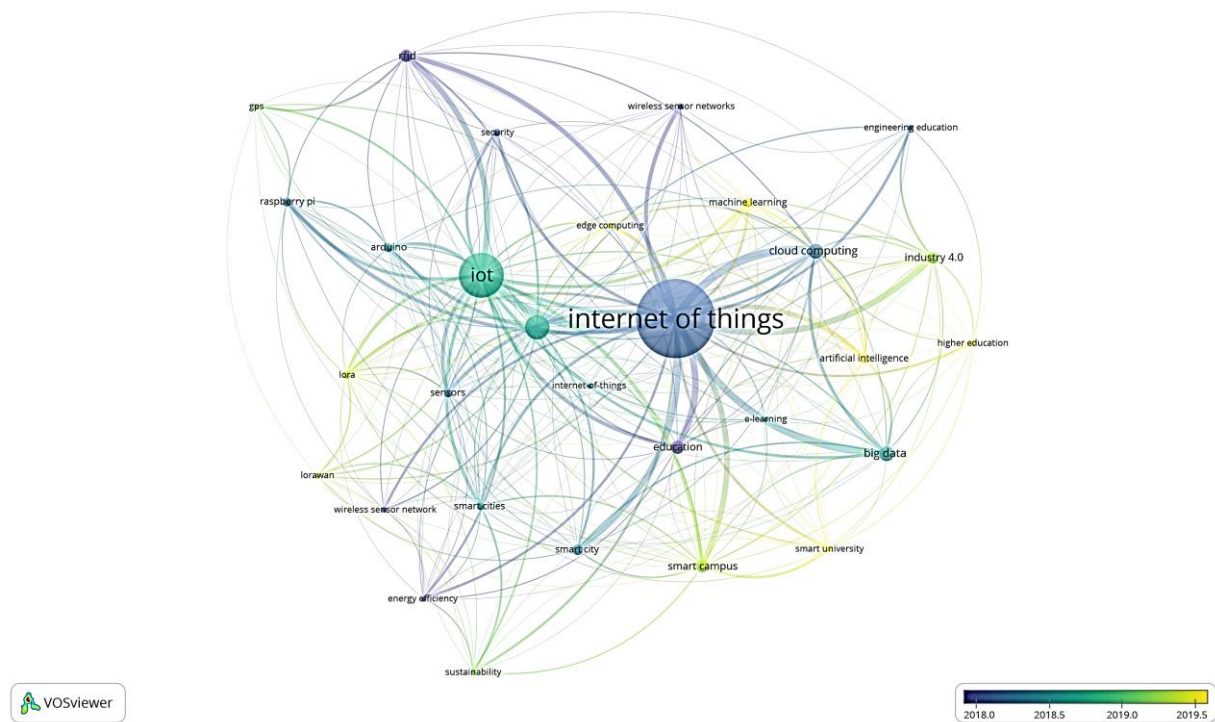 rfid
gps
wireless sensor networks
security
engineering education
raspberry pi
machine learning
edge computing
arduino
cloud computing
industry 4.0
iot
internet of things
higher education
artificial intelligence
lora
internet-of-things
sensors
e-learning
education
big data
lorawan
smart cities
wireless sensor network
smart city
smart university
smart campus
energy efficiency
sustainability
VOSviewer
2018.0 2018.5 2019.0 2019.5